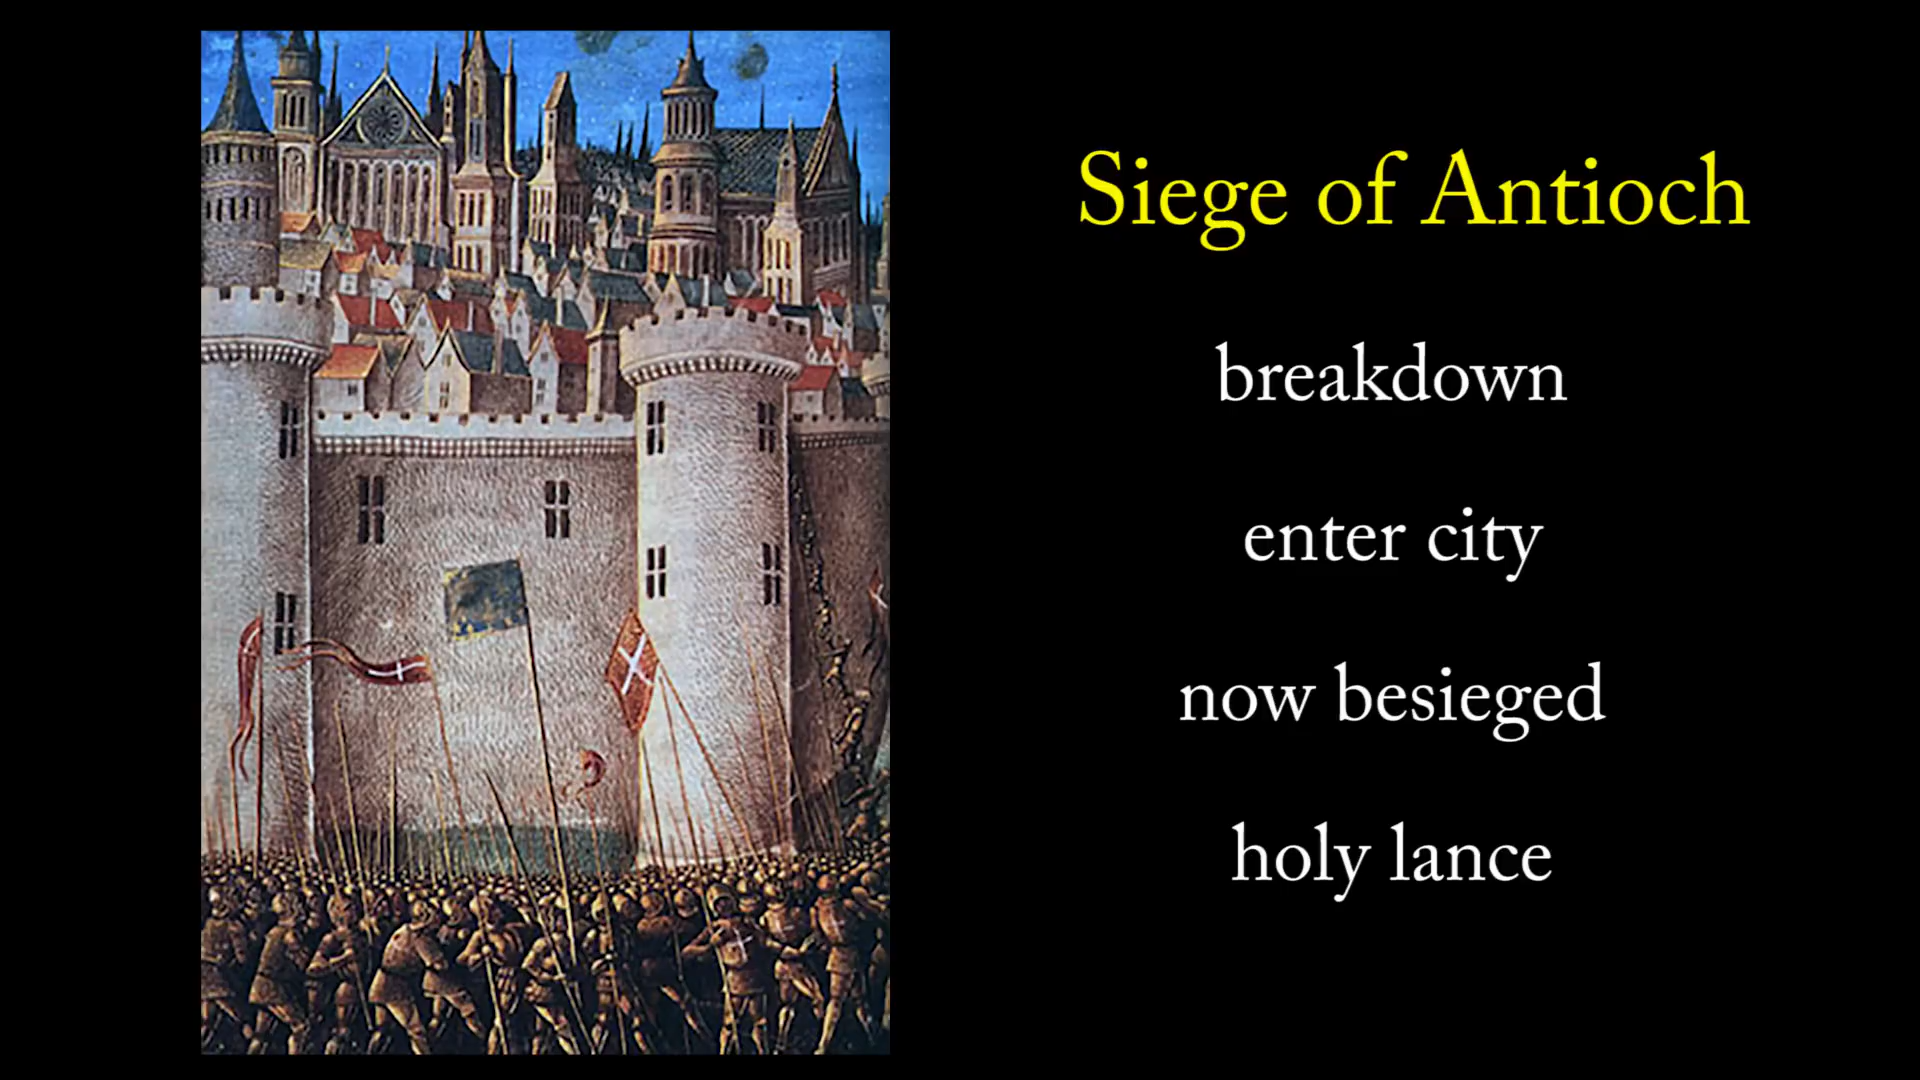 Siege of Antioch
breakdown
enter city
now besieged
holy lance